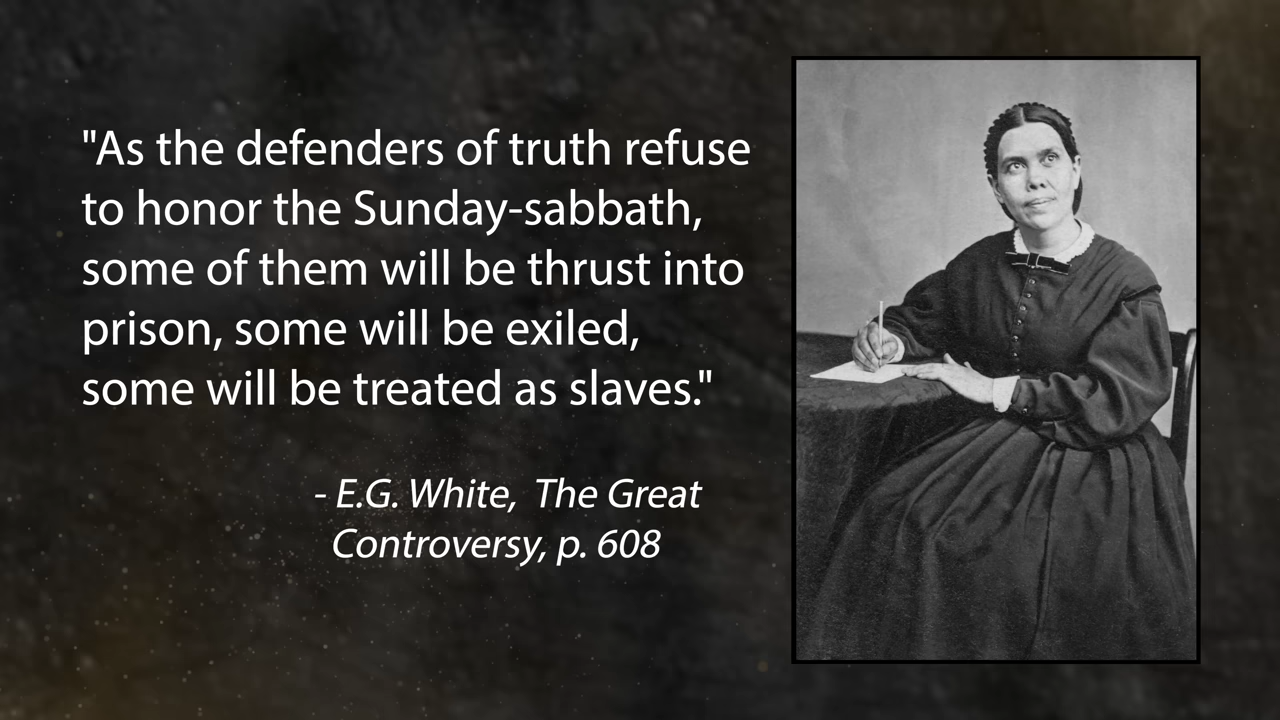 "As the defenders of truth refuse
to honor the Sunday-sabbath,
some of them will be thrust into
prison, some will be exiled,
some will be treated as slaves."
- E.G. White,  The Great
Controversy, p. 608